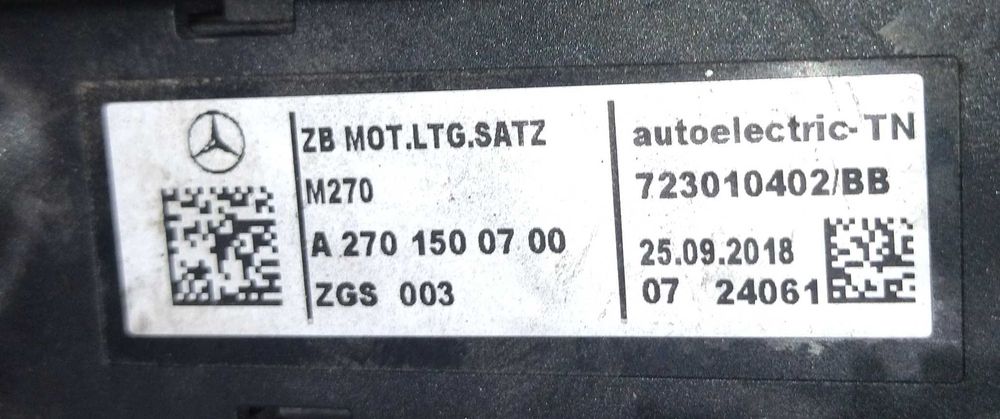 ZB MOT.LTG.SATZ
M270
A 270 150 07 00
ZGS 003
autoelectric-TN
723010402/BB
25.09.2018
07 24061